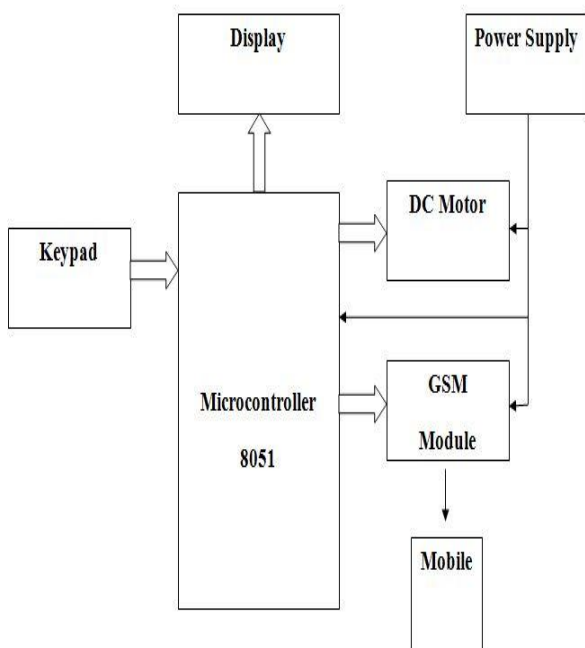 Display
Power Supply
DC Motor
Keypad
Microcontroller
8051
GSM
Module
Mobile